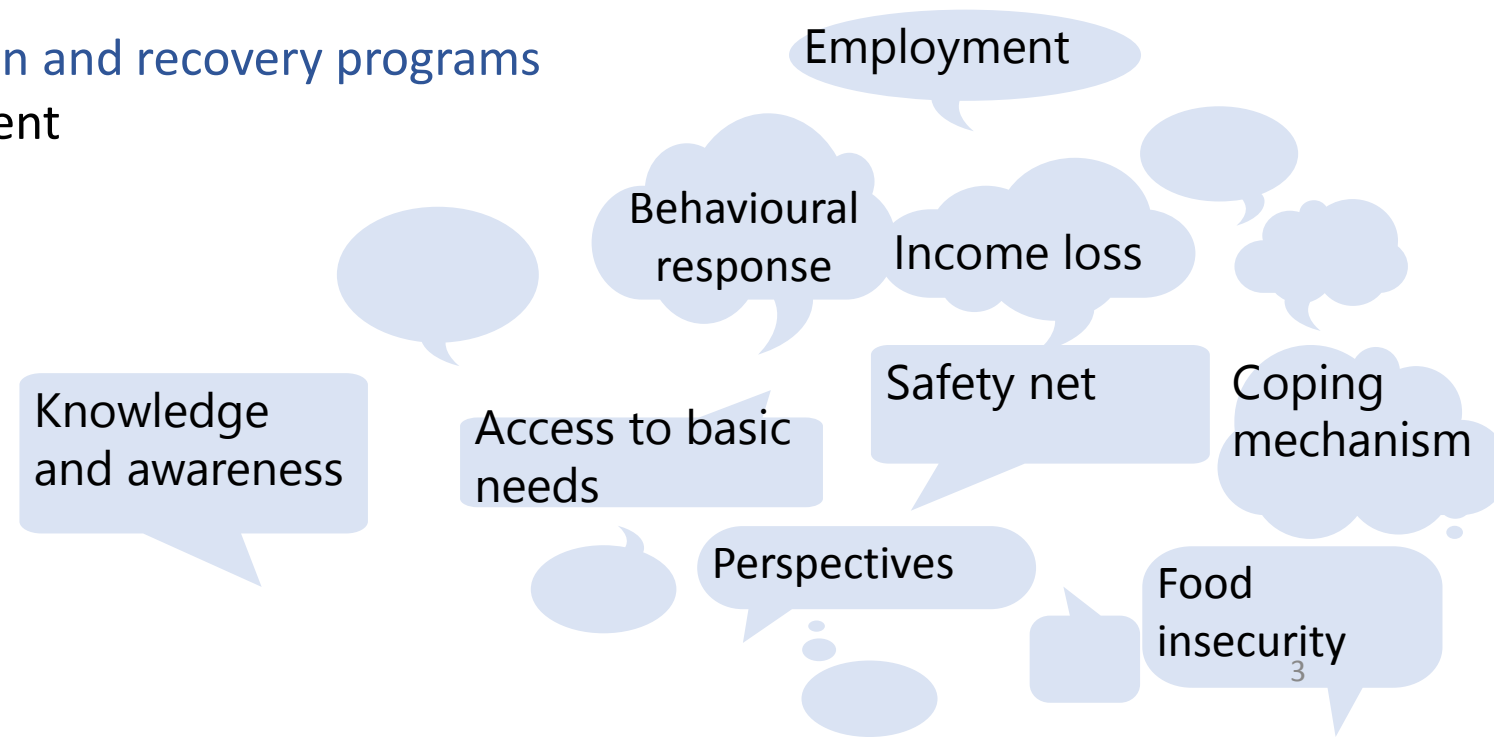 n and recovery programs
ent
Employment
Behavioural
response
Income loss
Safety net
Coping
mechanism
Knowledge
and awareness
Access to basic
needs
Perspectives
Food
insecurity
3